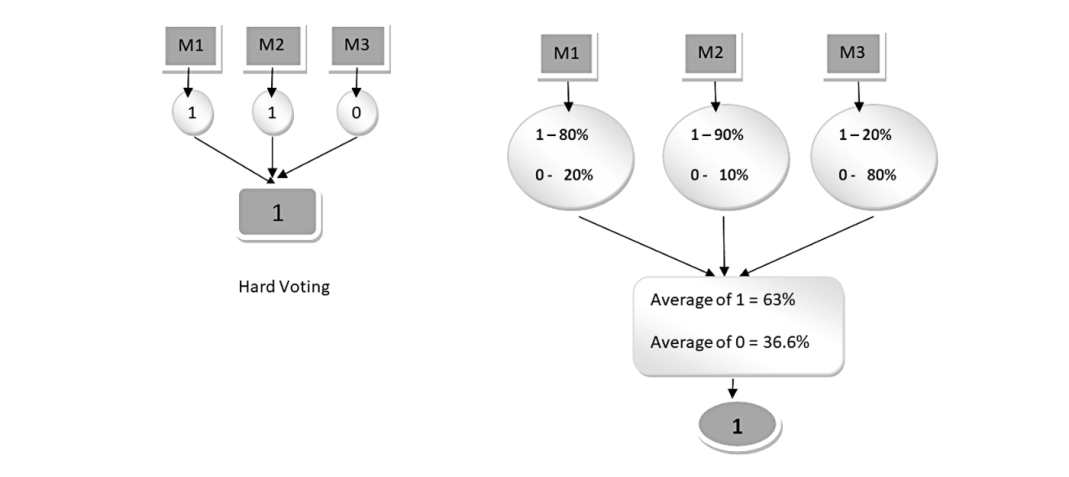 M1
M2
M3
1
1
0
1
Hard Voting
M1
M2
M3
1 – 80%
0 - 20%
1 – 90%
0 - 10%
1 – 20%
0 - 80%
Average of 1 = 63%
Average of 0 = 36.6%
1